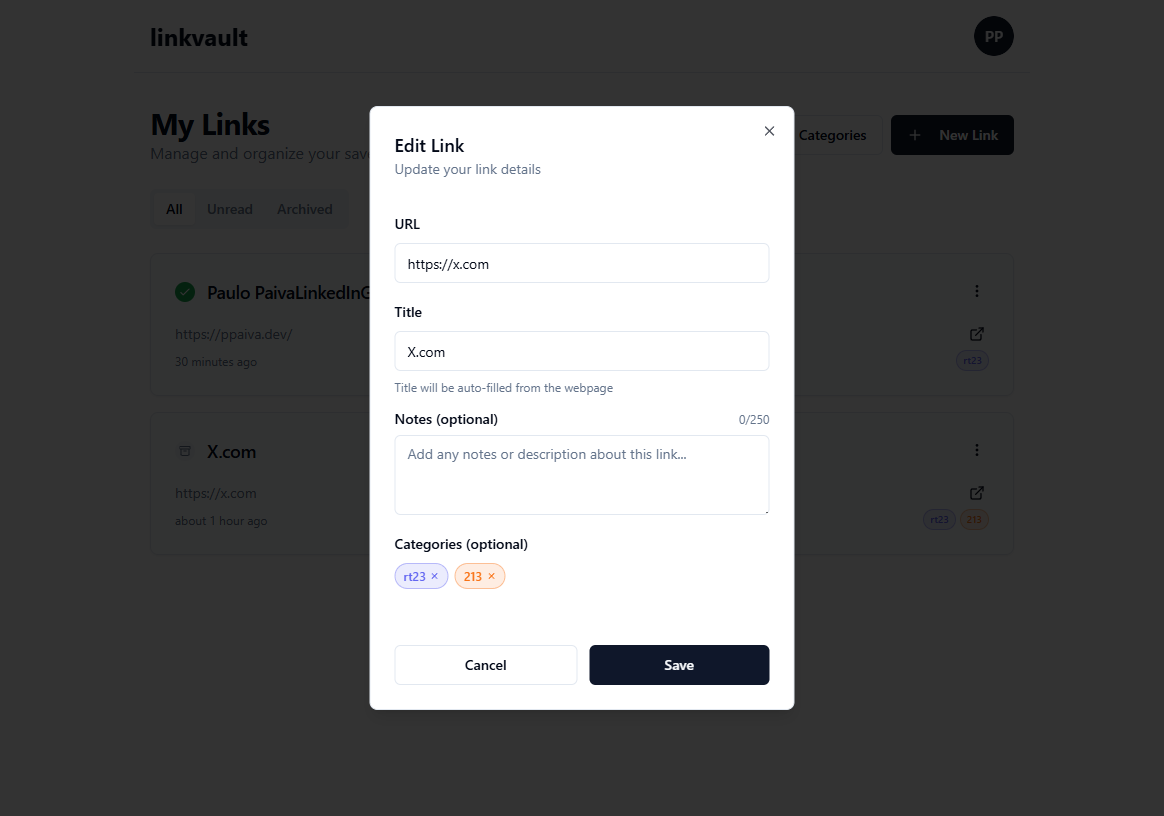 linkvault
PP
My Links
Manage and organize your save
Categories
+ New Link
All
Unread
Archived
Paulo PaivaLinkedInG
https://ppaiva.dev/
30 minutes ago
rt23
X.com
https://x.com
about 1 hour ago
rt23
213
Edit Link
Update your link details
URL
https://x.com
Title
X.com
Title will be auto-filled from the webpage
Notes (optional)
0/250
Add any notes or description about this link...
Categories (optional)
rt23 ×
213 ×
Cancel
Save